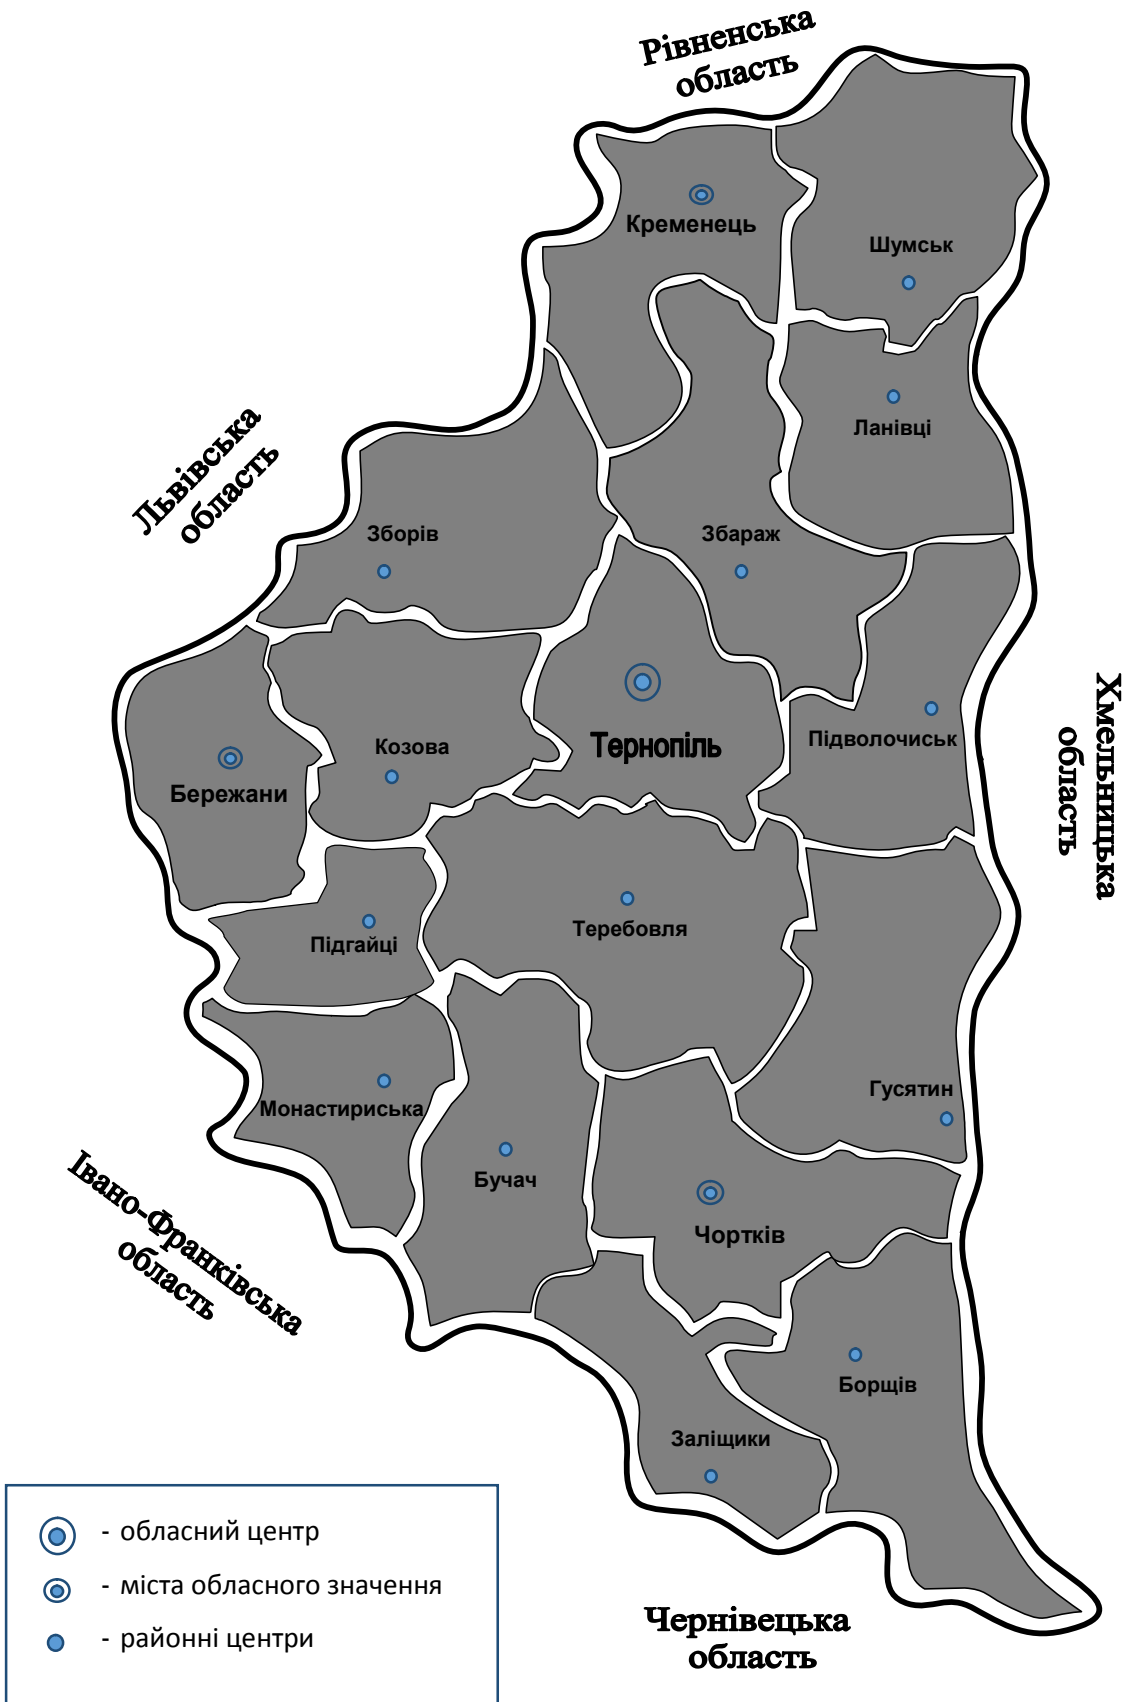 Рівненська
область
Кременець
Шумськ
Ланівці
Львівська
область
Зборів
Збараж
Хмельницька
область
Тернопіль
Підволочиськ
Козова
Бережани
Теребовля
Підгайці
Гусятин
Монастириська
Бучач
Чортків
Івано-Франківська
область
Борщів
Заліщики
- обласний центр
- міста обласного значення
- районні центри
Чернівецька
область